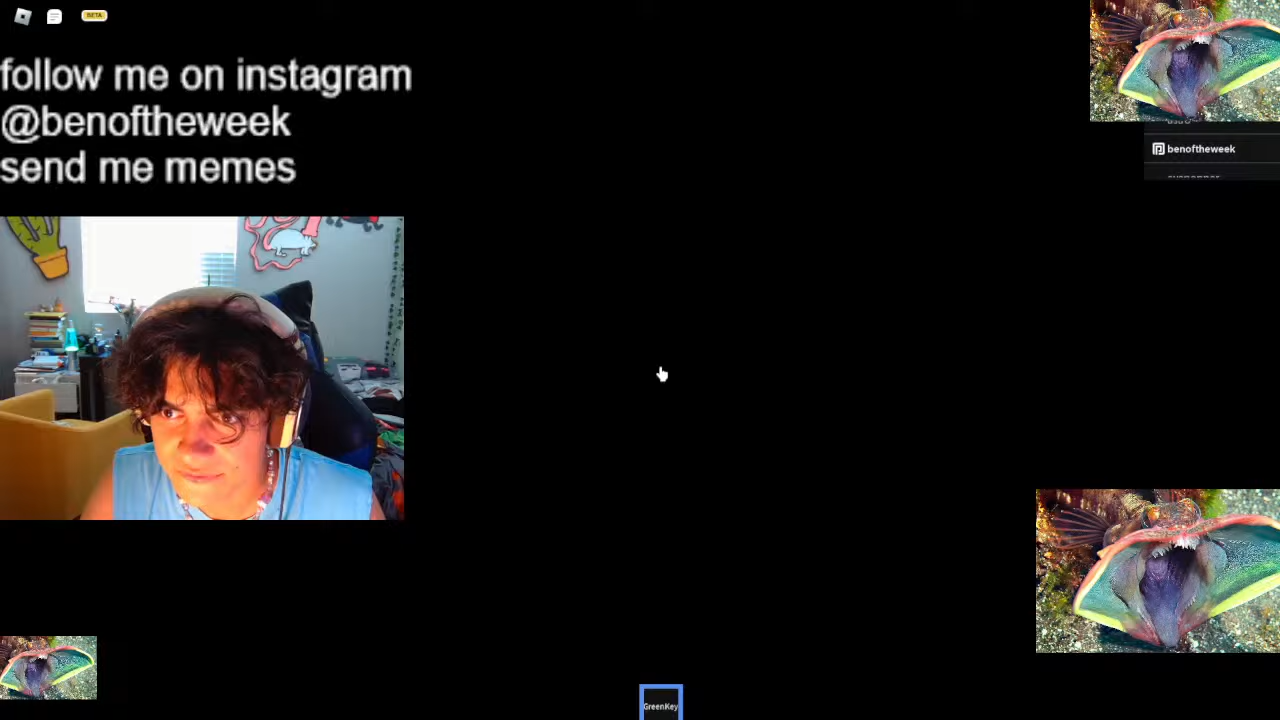 BETA
follow me on instagram
@benoftheweek
send me memes
benoftheweek
GreenKey